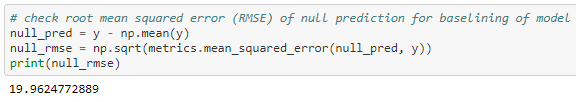 # check root mean squared error (RMSE) of null prediction for baselining of model
null_pred = y - np.mean(y)
null_rmse = np.sqrt(metrics.mean_squared_error(null_pred, y))
print(null_rmse)
19.9624772889